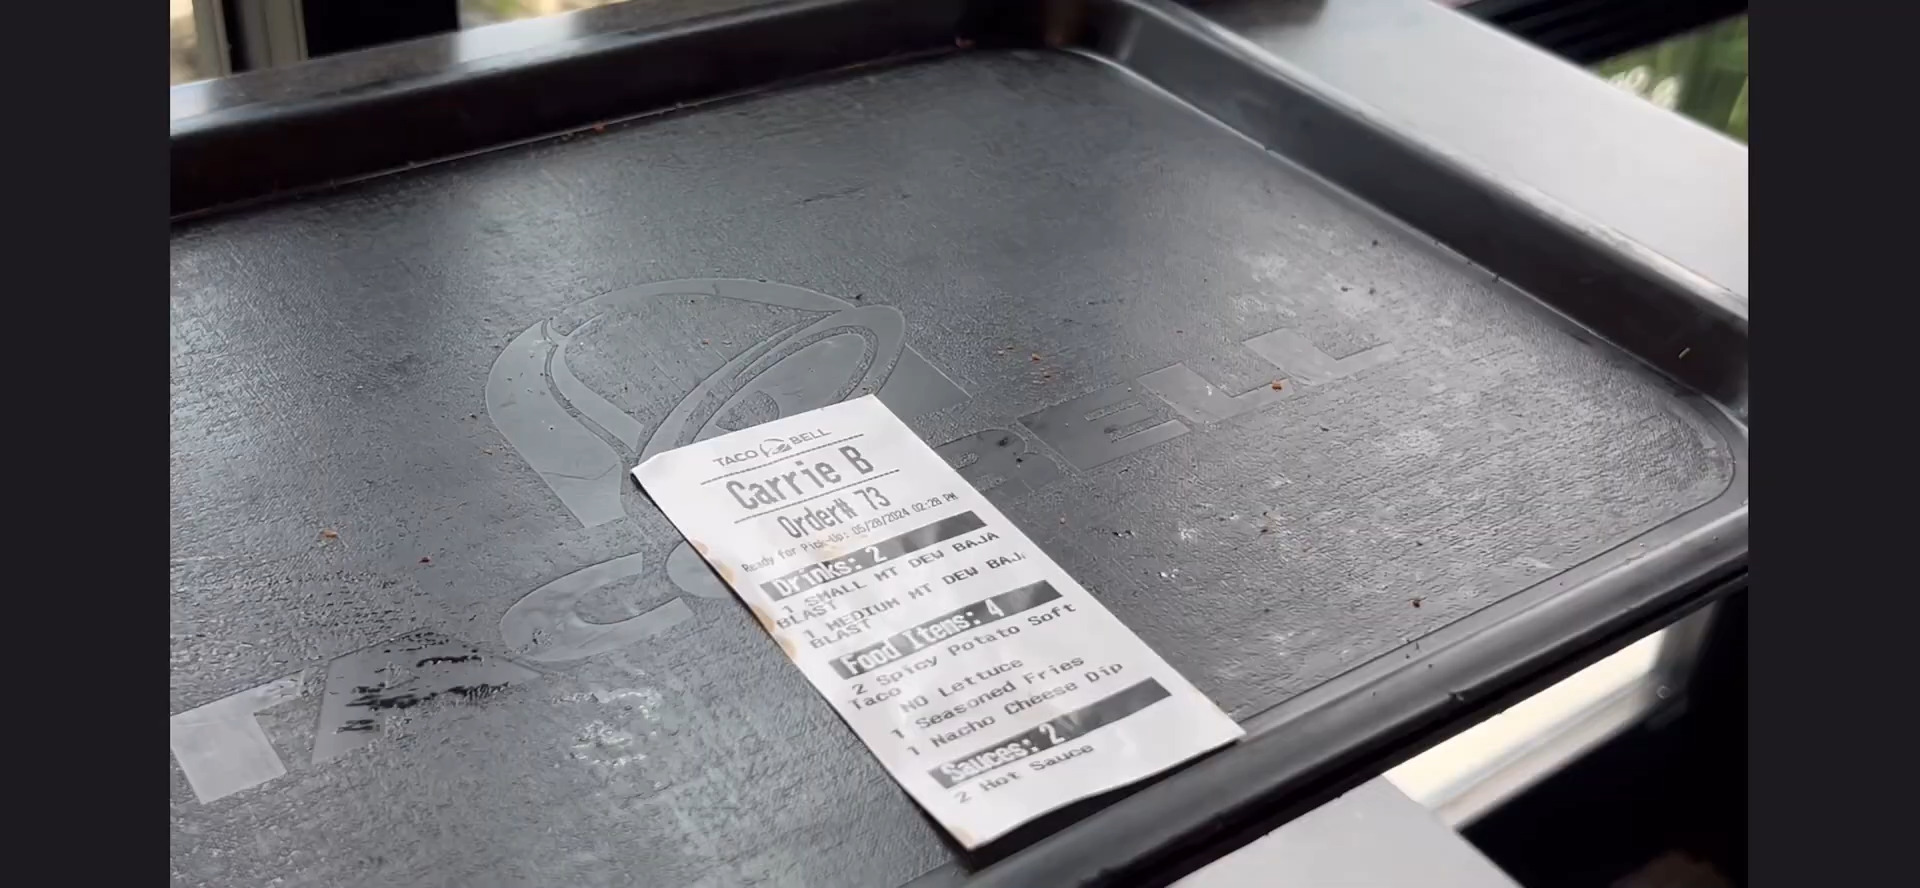 TACO BELL
TACO BELL
Carrie B
Order# 73
Ready for Pick-Up: 05/28/2024 02:28 PM
Drinks: 2
1 SMALL MT DEW BAJA
BLAST
1 MEDIUM MT DEW BAJA
BLAST
Food Items: 4
2 Spicy Potato Soft
Taco
NO Lettuce
1 Seasoned Fries
1 Nacho Cheese Dip
Sauces: 2
2 Hot Sauce